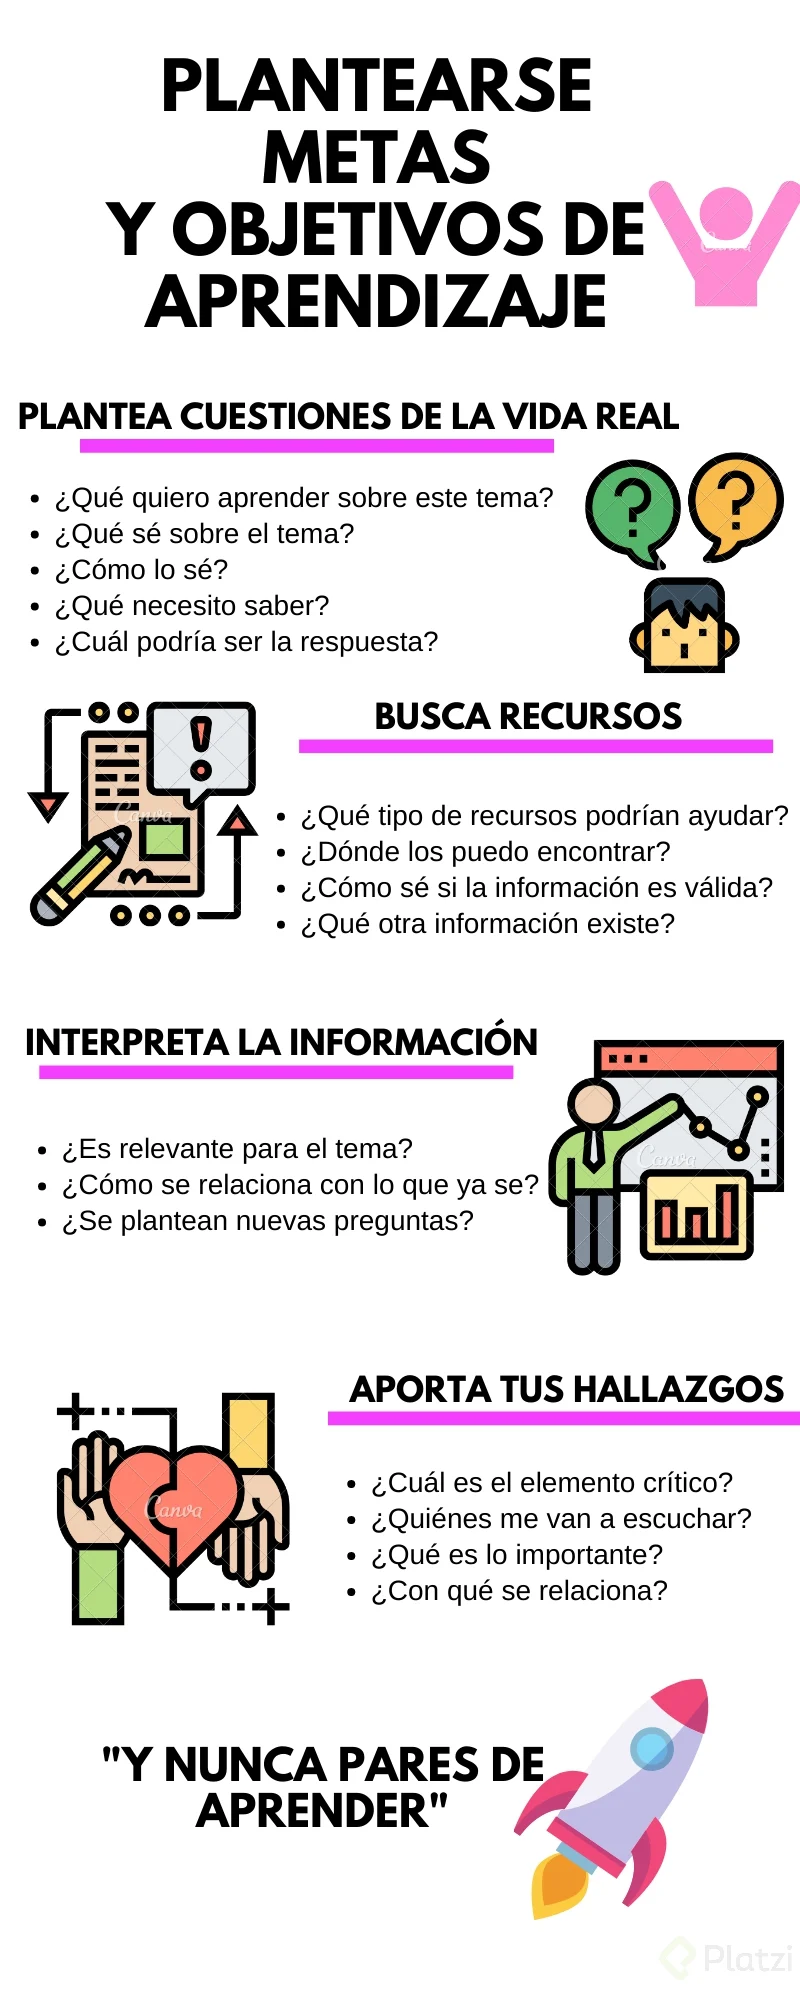 PLANTEARSE
METAS
Y OBJETIVOS DE
APRENDIZAJE
Canva
PLANTEA CUESTIONES DE LA VIDA REAL
• ¿Qué quiero aprender sobre este tema?
• ¿Qué sé sobre el tema?
• ¿Cómo lo sé?
• ¿Qué necesito saber?
• ¿Cuál podría ser la respuesta?
BUSCA RECURSOS
Canva
• ¿Qué tipo de recursos podrían ayudar?
• ¿Dónde los puedo encontrar?
• ¿Cómo sé si la información es válida?
• ¿Qué otra información existe?
INTERPRETA LA INFORMACIÓN
• ¿Es relevante para el tema?
• ¿Cómo se relaciona con lo que ya se?
• ¿Se plantean nuevas preguntas?
Canva
APORTA TUS HALLAZGOS
Canva
• ¿Cuál es el elemento crítico?
• ¿Quiénes me van a escuchar?
• ¿Qué es lo importante?
• ¿Con qué se relaciona?
"Y NUNCA PARES DE
APRENDER"
Platzi